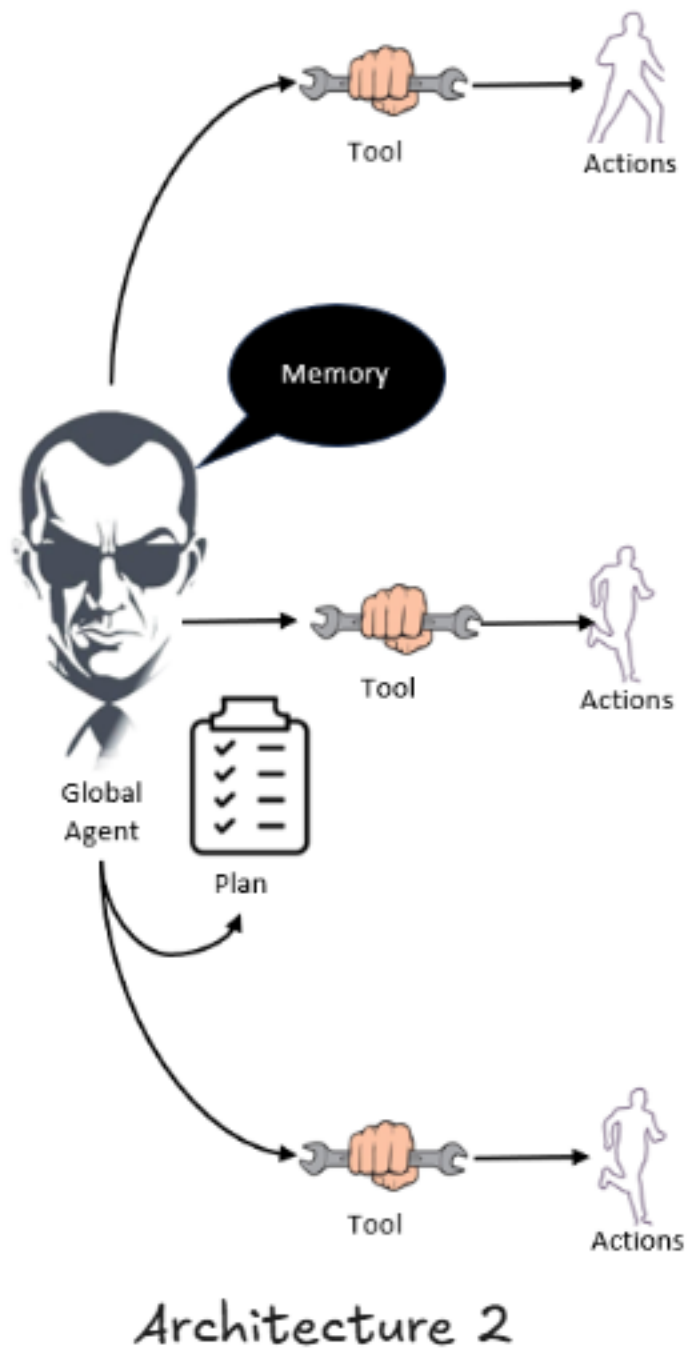 Tool
Actions
Memory
Tool
Actions
Global
Agent
Plan
Tool
Actions
Architecture 2